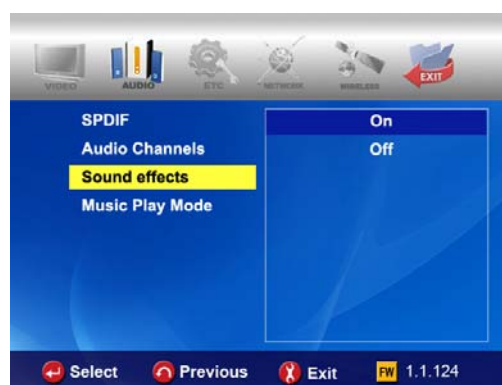 VIDEO AUDIO ETC NETWORK WIRELESS EXIT
SPDIF On
Audio Channels Off
Sound effects
Music Play Mode
Select Previous Exit FW 1.1.124